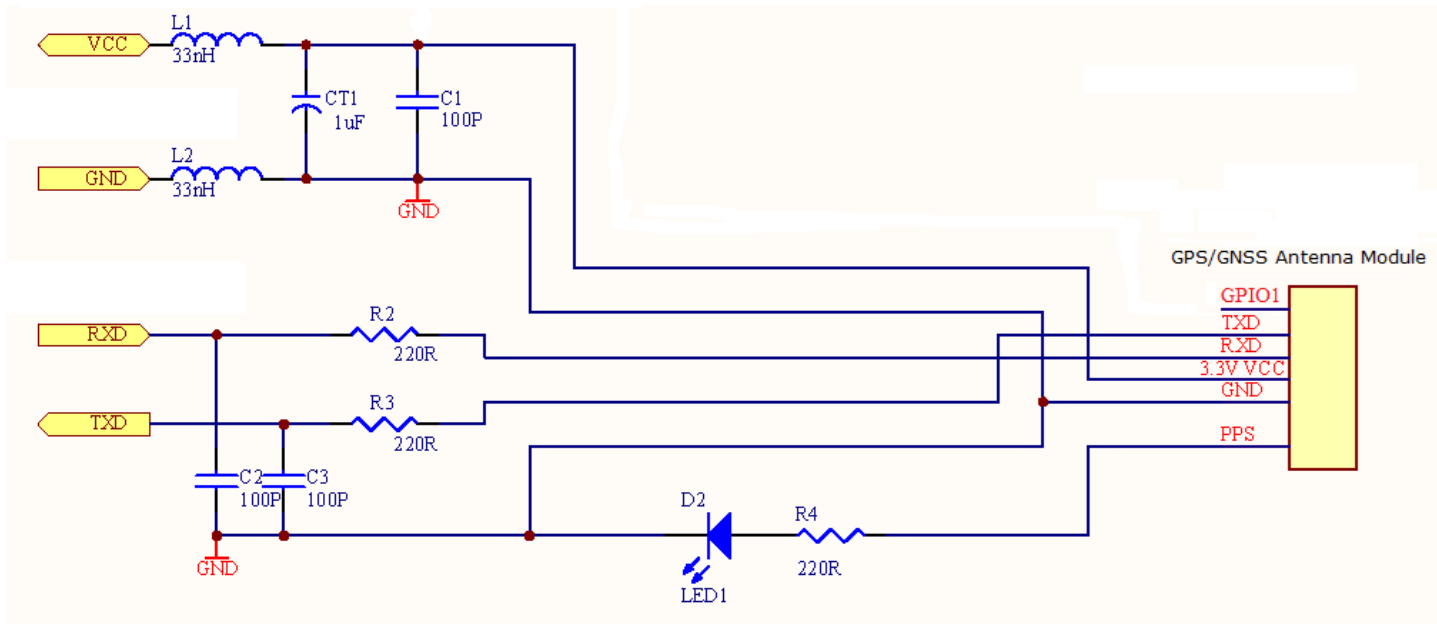 L1
VCC
33nH
CT1
1uF
C1
100P
L2
GND
33nH
GND
GPS/GNSS Antenna Module
GPIO1
TXD
RXD
3.3V VCC
GND
PPS
RXD
R2
220R
TXD
R3
220R
C2
100P
C3
100P
GND
D2
LED1
R4
220R